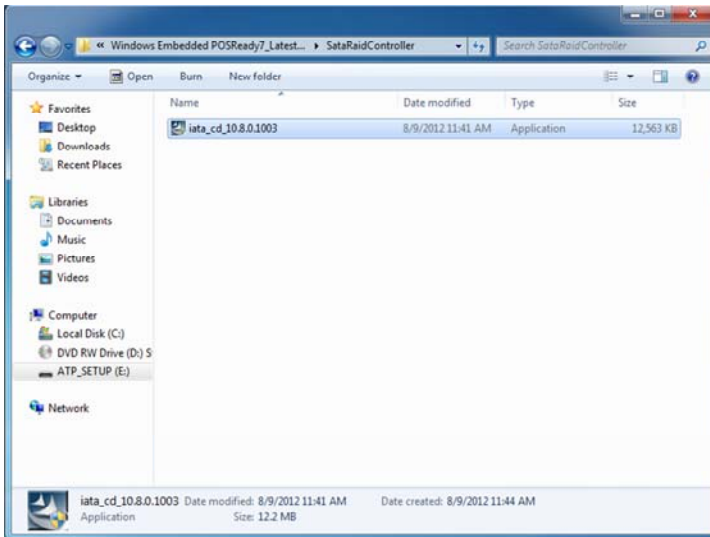 « Windows Embedded POSReady7_Latest... ▸ SataRaidController
Search SataRaidController
Organize Open Burn New folder
Favorites
Desktop
Downloads
Recent Places
Libraries
Documents
Music
Pictures
Videos
Computer
Local Disk (C:)
DVD RW Drive (D:) S
ATP_SETUP (E:)
Network
Name Date modified Type Size
iata_cd_10.8.0.1003 8/9/2012 11:41 AM Application 12,563 KB
iata_cd_10.8.0.1003 Date modified: 8/9/2012 11:41 AM Date created: 8/9/2012 11:44 AM
Application Size: 12.2 MB